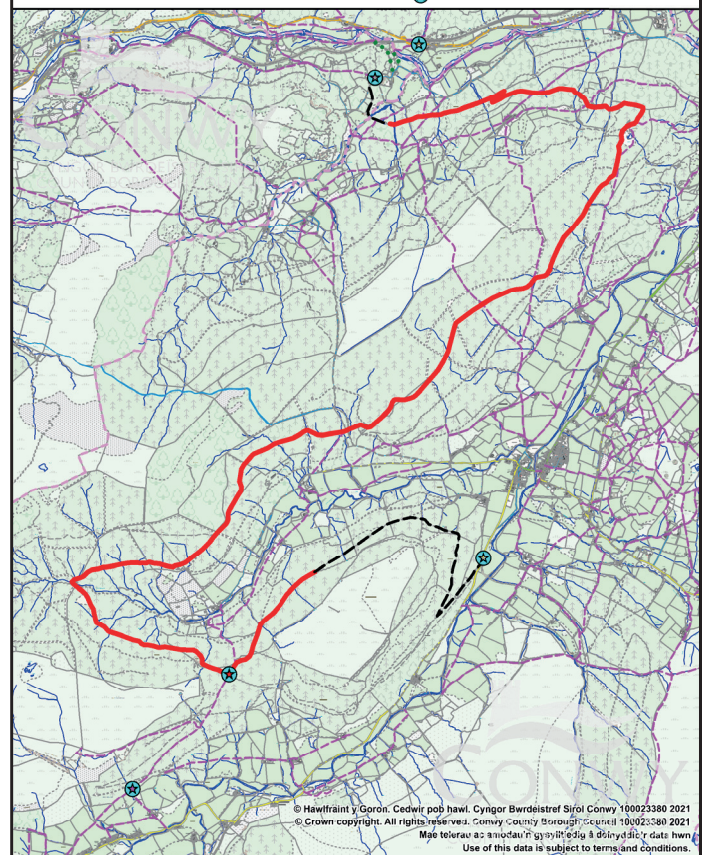 CONWY
© Hawlfraint y Goron. Cedwir pob hawl. Cyngor Bwrdeistref Sirol Conwy 100023380 2021
© Crown copyright. All rights reserved. Conwy County Borough Council 100023380 2021
Mae telerau ac amodau'n gysylltiedig â defnyddio'r data hwn
Use of this data is subject to terms and conditions.
CONWY